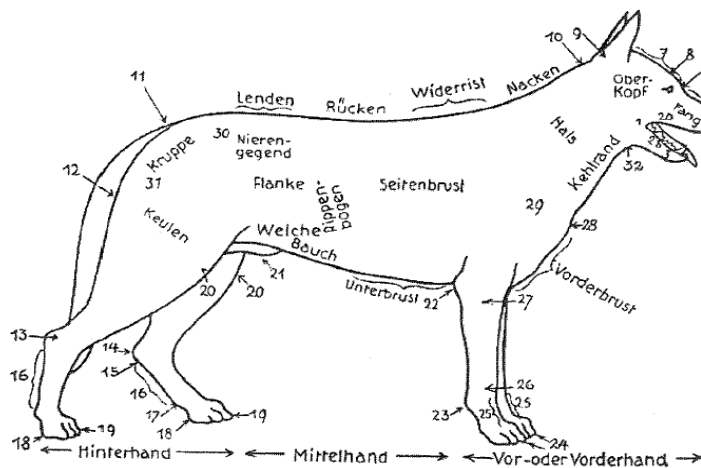 9
10
7
8
11
Lenden
Rücken
Widerrist
Nacken
Ober-
Kopf
Fang
30
Nieren-
gegend
Kruppe
12
31
Hals
Kehlrand
32
Flanke
Rippen-
bogen
Seitenbrust
29
28
Keulen
Weiche
Bauch
21
20
20
Unterbrust
22
27
Vorderbrust
13
14
15
16
16
17
18
19
18
19
23
26
25
25
24
Hinterhand
Mittelhand
Vor-oder Vorderhand